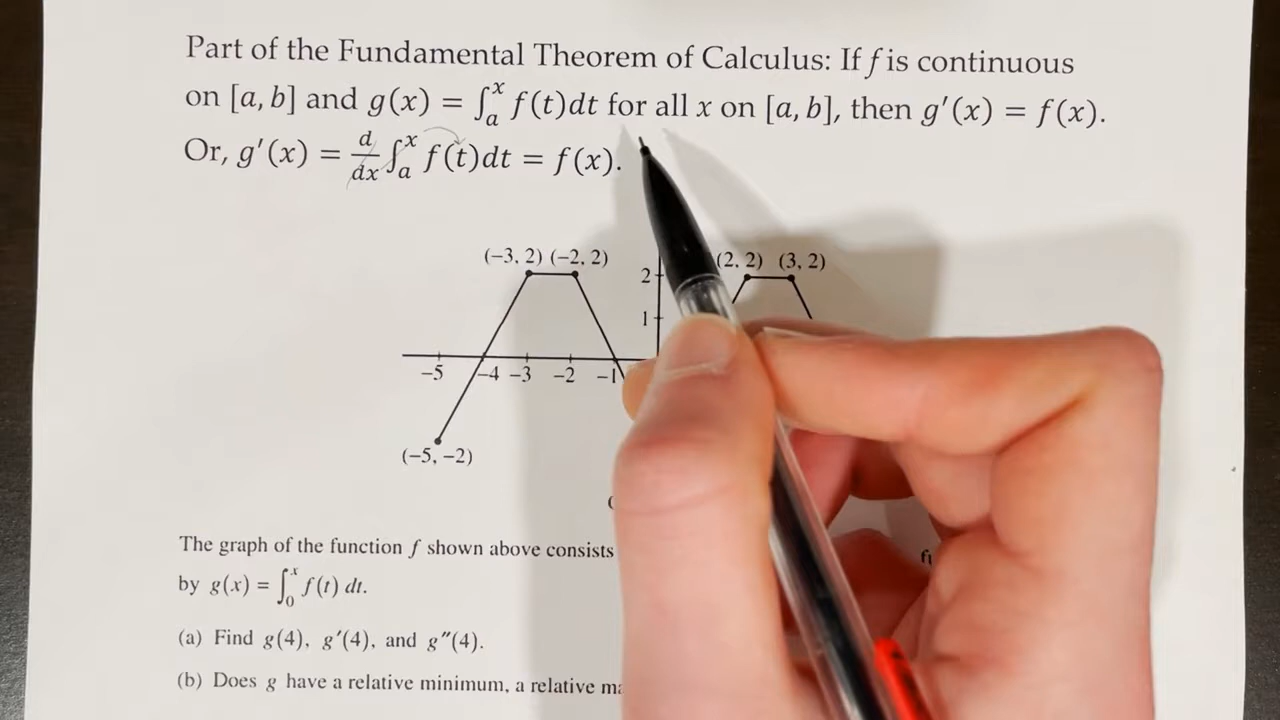 Part of the Fundamental Theorem of Calculus: If f is continuous
on [a, b] and g(x) = ∫ₐˣ f(t)dt for all x on [a, b], then g′(x) = f(x).
Or, g′(x) = d/dx ∫ₐˣ f(t)dt = f(x).
(−3, 2) (−2, 2) (2, 2) (3, 2)
2
1
−5 −4 −3 −2 −1
(−5, −2)
The graph of the function f shown above consists
by g(x) = ∫₀ˣ f(t) dt.
(a) Find g(4), g′(4), and g″(4).
(b) Does g have a relative minimum, a relative